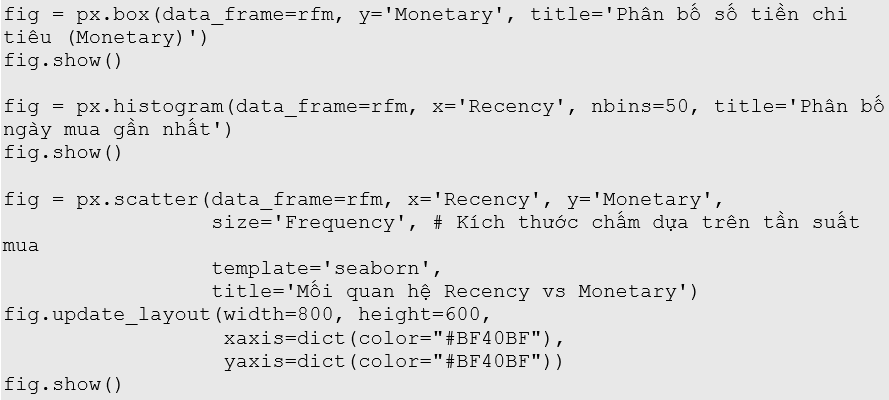 fig = px.box(data_frame=rfm, y='Monetary', title='Phân bố số tiền chi
tiêu (Monetary)')
fig.show()

fig = px.histogram(data_frame=rfm, x='Recency', nbins=50, title='Phân bố
ngày mua gần nhất')
fig.show()

fig = px.scatter(data_frame=rfm, x='Recency', y='Monetary',
                 size='Frequency', # Kích thước chấm dựa trên tần suất
mua
                 template='seaborn',
                 title='Mối quan hệ Recency vs Monetary')
fig.update_layout(width=800, height=600,
                  xaxis=dict(color="#BF40BF"),
                  yaxis=dict(color="#BF40BF"))
fig.show()